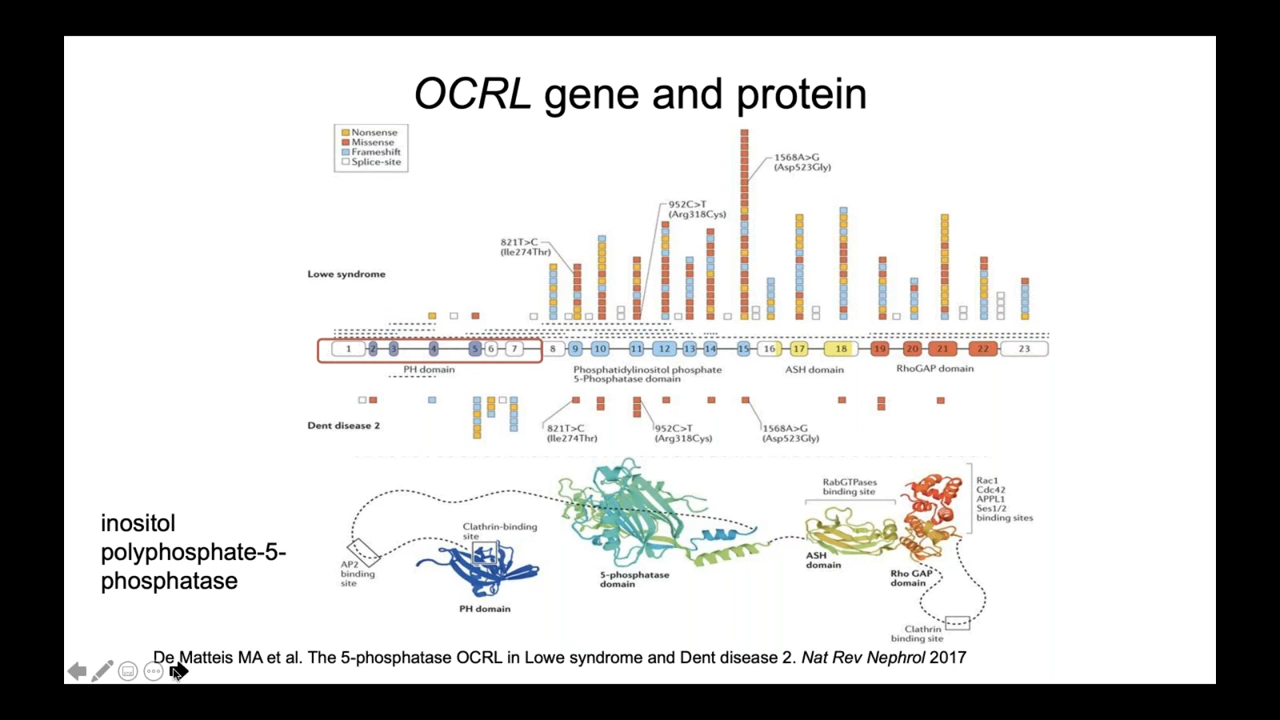 OCRL gene and protein
Nonsense
Missense
Frameshift
Splice-site
1568A>G
(Asp523Gly)
952C>T
(Arg318Cys)
821T>C
(Ile274Thr)
Lowe syndrome
1 2 3 4 5 6 7 8 9 10 11 12 13 14 15 16 17 18 19 20 21 22 23
PH domain
Phosphatidylinositol phosphate
5-Phosphatase domain
ASH domain
RhoGAP domain
Dent disease 2
821T>C
(Ile274Thr)
952C>T
(Arg318Cys)
1568A>G
(Asp523Gly)
inositol
polyphosphate-5-
phosphatase
AP2
binding
site
Clathrin-binding
site
PH domain
5-phosphatase
domain
RabGTPases
binding site
ASH
domain
Rho GAP
domain
Rac1
Cdc42
APPL1
Ses1/2
binding sites
Clathrin
binding site
De Matteis MA et al. The 5-phosphatase OCRL in Lowe syndrome and Dent disease 2. Nat Rev Nephrol 2017